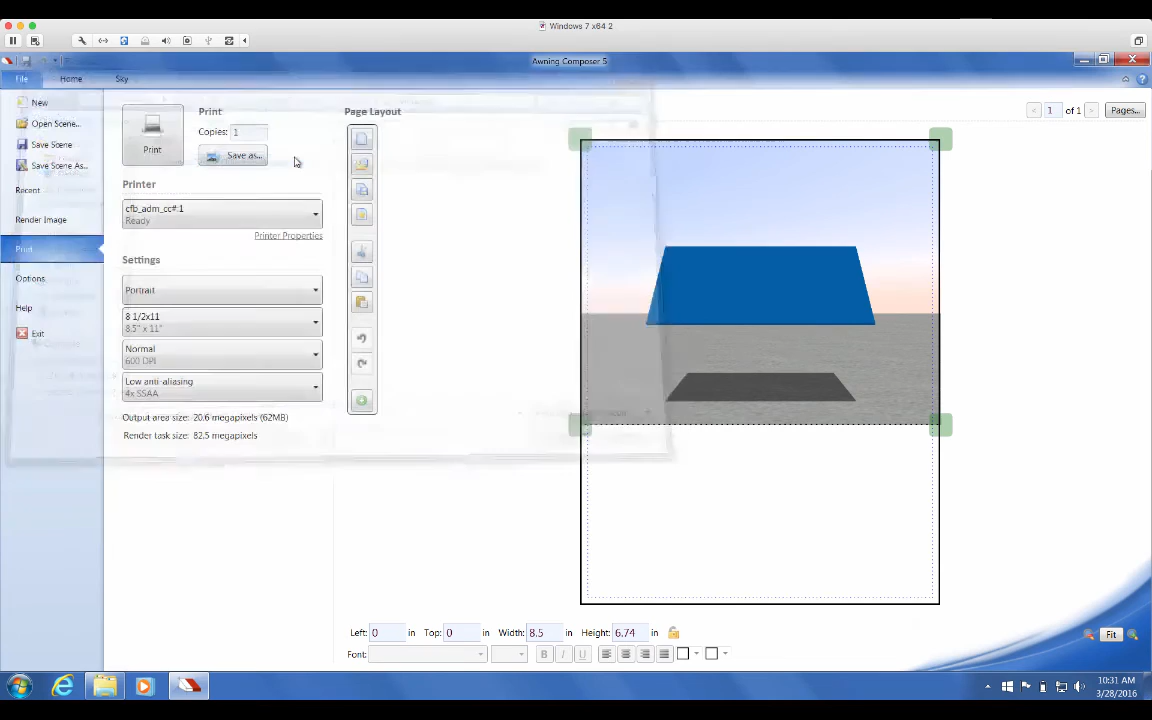 Windows 7 x64 2
Awning Composer 5
File
Home
Sky
New
Open Scene...
Save Scene
Save Scene As...
Recent
Render Image
Print
Options
Help
Exit
Print
Print
Copies: 1
Save as...
Printer
cfb_adm_cc#:1
Ready
Printer Properties
Settings
Portrait
8 1/2x11
8.5" x 11"
Normal
600 DPI
Low anti-aliasing
4x SSAA
Output area size: 20.6 megapixels (62MB)
Render task size: 82.5 megapixels
Page Layout
< 1 of 1 >
Pages...
Left: 0 in Top: 0 in Width: 8.5 in Height: 6.74 in
Font:
B I U
Fit
10:31 AM
3/28/2016